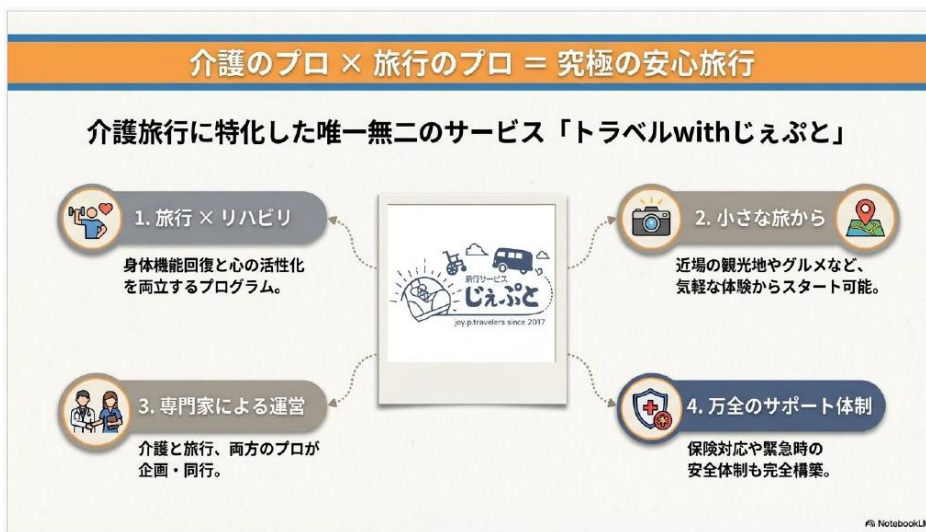 介護のプロ × 旅行のプロ = 究極の安心旅行
介護旅行に特化した唯一無二のサービス「トラベルwithじぇぷと」
1. 旅行 × リハビリ
身体機能回復と心の活性化
を両立するプログラム。
2. 小さな旅から
近場の観光地やグルメなど、
気軽な体験からスタート可能。
旅行サービス
じぇぷと
joy.p.travelers since 2017
3. 専門家による運営
介護と旅行、両方のプロが
企画・同行。
4. 万全のサポート体制
保険対応や緊急時の
安全体制も完全構築。
NotebookLM